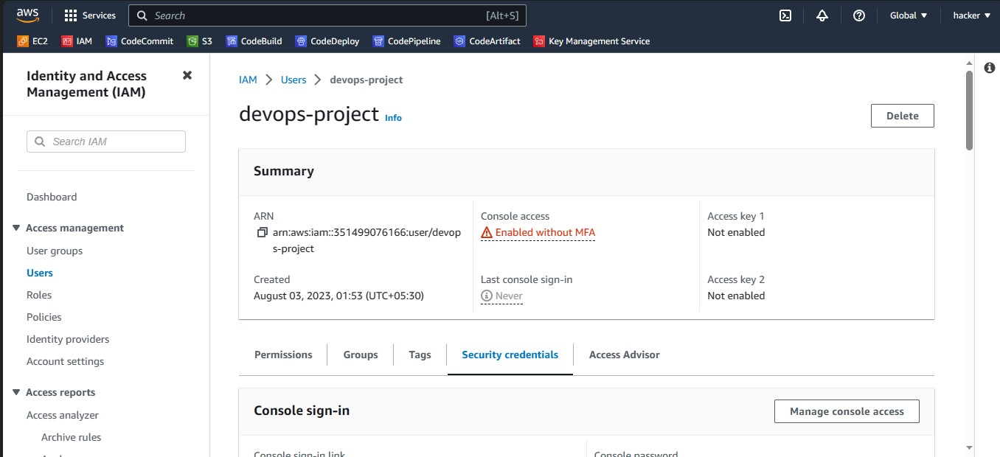 aws
Services
Search [Alt+S]
Global ▼
hacker ▼
EC2 IAM CodeCommit S3 CodeBuild CodeDeploy CodePipeline CodeArtifact Key Management Service
Identity and Access
Management (IAM)
Search IAM
Dashboard
Access management
User groups
Users
Roles
Policies
Identity providers
Account settings
Access reports
Access analyzer
Archive rules
IAM > Users > devops-project
devops-project Info
Delete
Summary
ARN
arn:aws:iam::351499076166:user/devop
s-project
Console access
Enabled without MFA
Access key 1
Not enabled
Created
August 03, 2023, 01:53 (UTC+05:30)
Last console sign-in
Never
Access key 2
Not enabled
Permissions Groups Tags Security credentials Access Advisor
Console sign-in
Manage console access
Console sign-in link
Console password